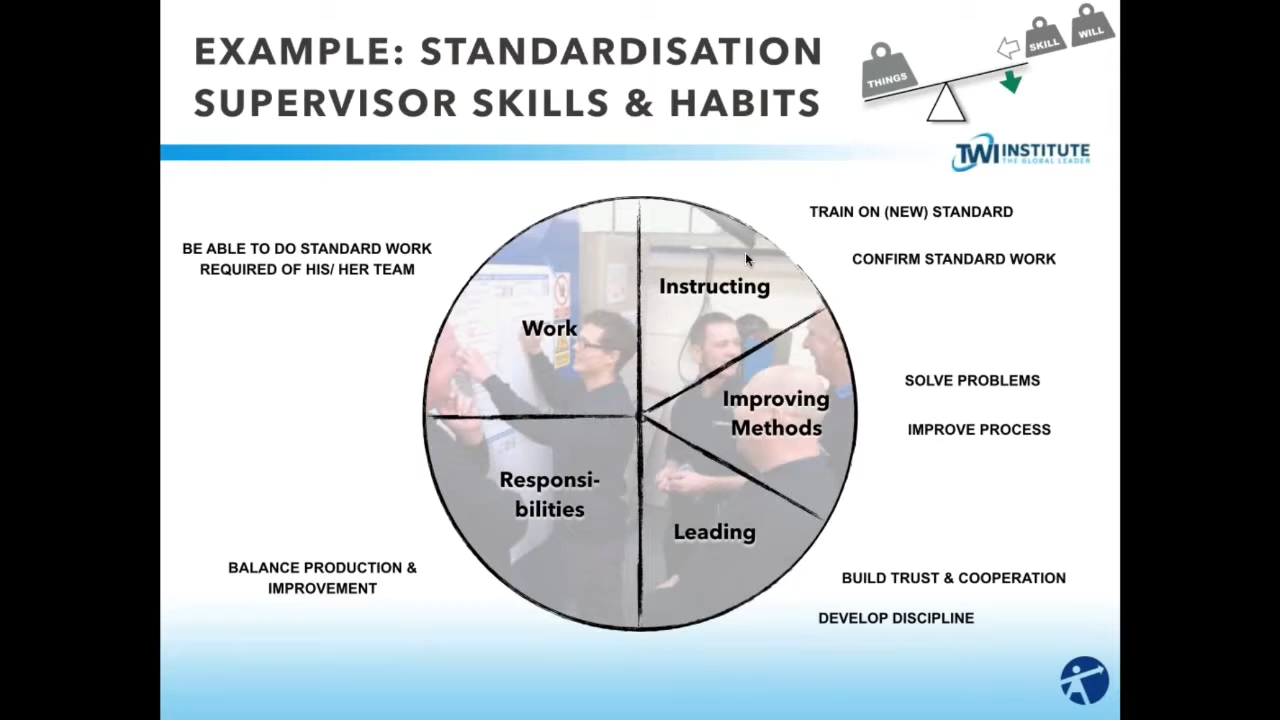 EXAMPLE: STANDARDISATION
SUPERVISOR SKILLS & HABITS
THINGS
SKILL
WILL
TWI INSTITUTE
THE GLOBAL LEADER
TRAIN ON (NEW) STANDARD
BE ABLE TO DO STANDARD WORK
REQUIRED OF HIS/ HER TEAM
CONFIRM STANDARD WORK
Instructing
Work
SOLVE PROBLEMS
Improving
Methods
IMPROVE PROCESS
Responsi-
bilities
Leading
BALANCE PRODUCTION &
IMPROVEMENT
BUILD TRUST & COOPERATION
DEVELOP DISCIPLINE